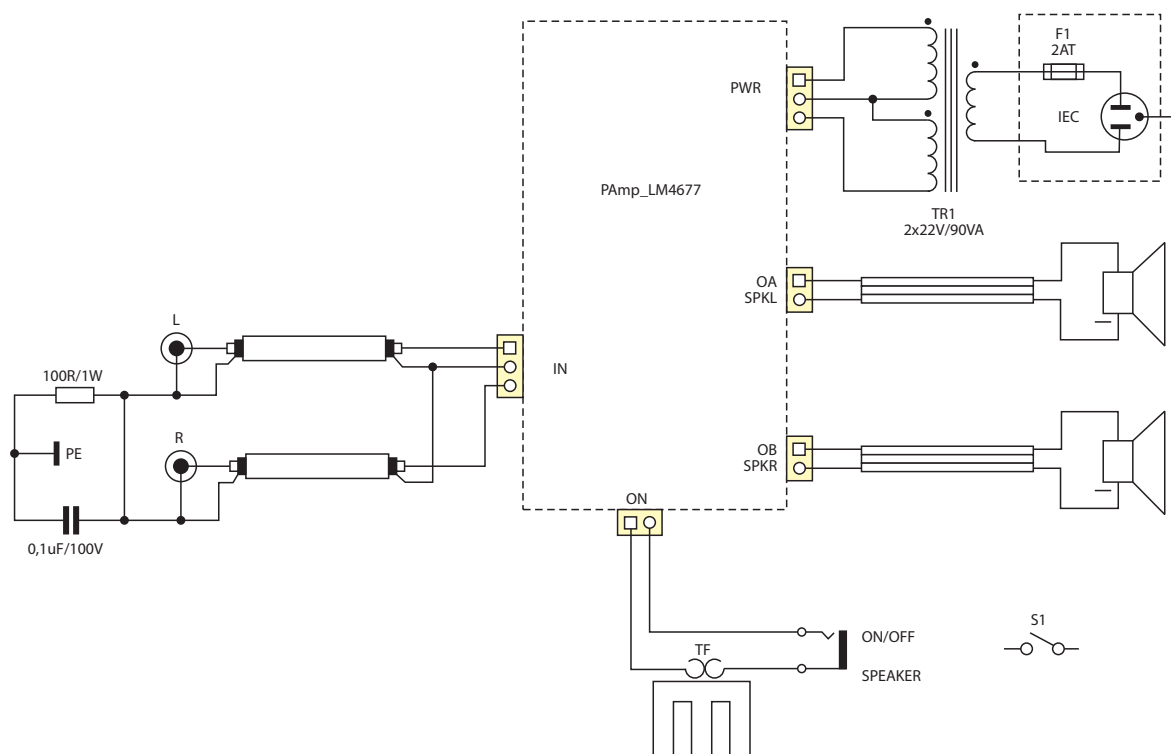 F1
2AT
PWR
IEC
PAmp_LM4677
TR1
2x22V/90VA
OA
SPKL
L
IN
100R/1W
R
PE
OB
SPKR
ON
0,1uF/100V
S1
ON/OFF
TF
SPEAKER